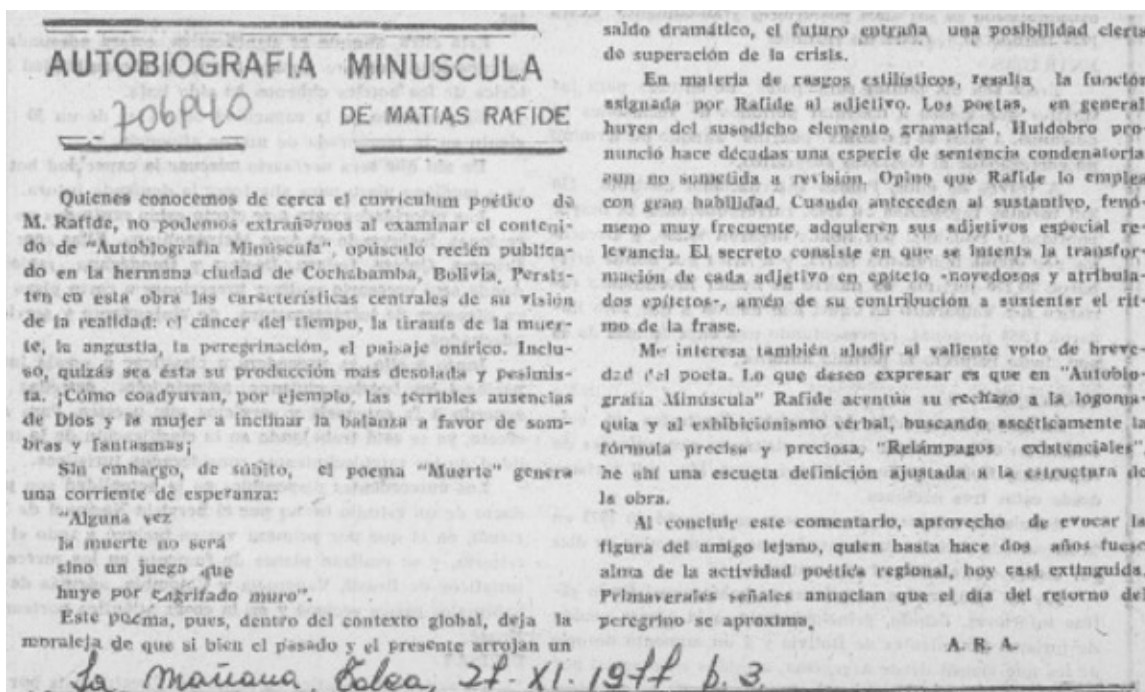 AUTOBIOGRAFIA MINUSCULA
706940
DE MATIAS RAFIDE
Quienes conocemos de cerca el currículum poético de
M. Rafide, no podemos extrañarnos al examinar el conteni-
do de "Autobiografía Minúscula", opúsculo recién publica-
do en la hermana ciudad de Cochabamba, Bolivia. Persis-
ten en esta obra las características centrales de su visión
de la realidad: el cáncer del tiempo, la tiranía de la muer-
te, la angustia, la peregrinación, el paisaje onírico. Inclu-
so, quizás sea ésta su producción más desolada y pesimis-
ta. ¡Cómo coadyuvan, por ejemplo, las terribles ausencias
de Dios y la mujer a inclinar la balanza a favor de som-
bras y fantasmas!
Sin embargo, de súbito, el poema "Muerte" genera
una corriente de esperanza:
"Alguna vez
la muerte no será
sino un juego que
huye por agrifado muro".
Este poema, pues, dentro del contexto global, deja la
moraleja de que si bien el pasado y el presente arrojan un
saldo dramático, el futuro entraña una posibilidad cierta
de superación de la crisis.
En materia de rasgos estilísticos, resalta la función
asignada por Rafide al adjetivo. Los poetas, en general
huyen del susodicho elemento gramatical. Huidobro pro-
nunció hace décadas una especie de sentencia condenatoria
aun no sometida a revisión. Opino que Rafide lo emplea
con gran habilidad. Cuando anteceden al sustantivo, fenó-
meno muy frecuente, adquieren sus adjetivos especial re-
levancia. El secreto consiste en que se intenta la transfor-
mación de cada adjetivo en epíteto -novedosos y atribula-
dos epítetos-, amén de su contribución a sustentar el rit-
mo de la frase.
Me interesa también aludir al valiente voto de breve-
dad del poeta. Lo que deseo expresar es que en "Autobio-
grafía Minúscula" Rafide acentúa su rechazo a la logoma-
quia y al exhibicionismo verbal, buscando ascéticamente la
fórmula precisa y preciosa. "Relámpagos existenciales",
he ahí una escueta definición ajustada a la estructura de
la obra.
Al concluir este comentario, aprovecho de evocar la
figura del amigo lejano, quien hasta hace dos años fuese
alma de la actividad poética regional, hoy casi extinguida.
Primaverales señales anuncian que el día del retorno del
peregrino se aproxima.
A. R. A.
La Mañana, Talca, 27-XI-1977 p. 3.